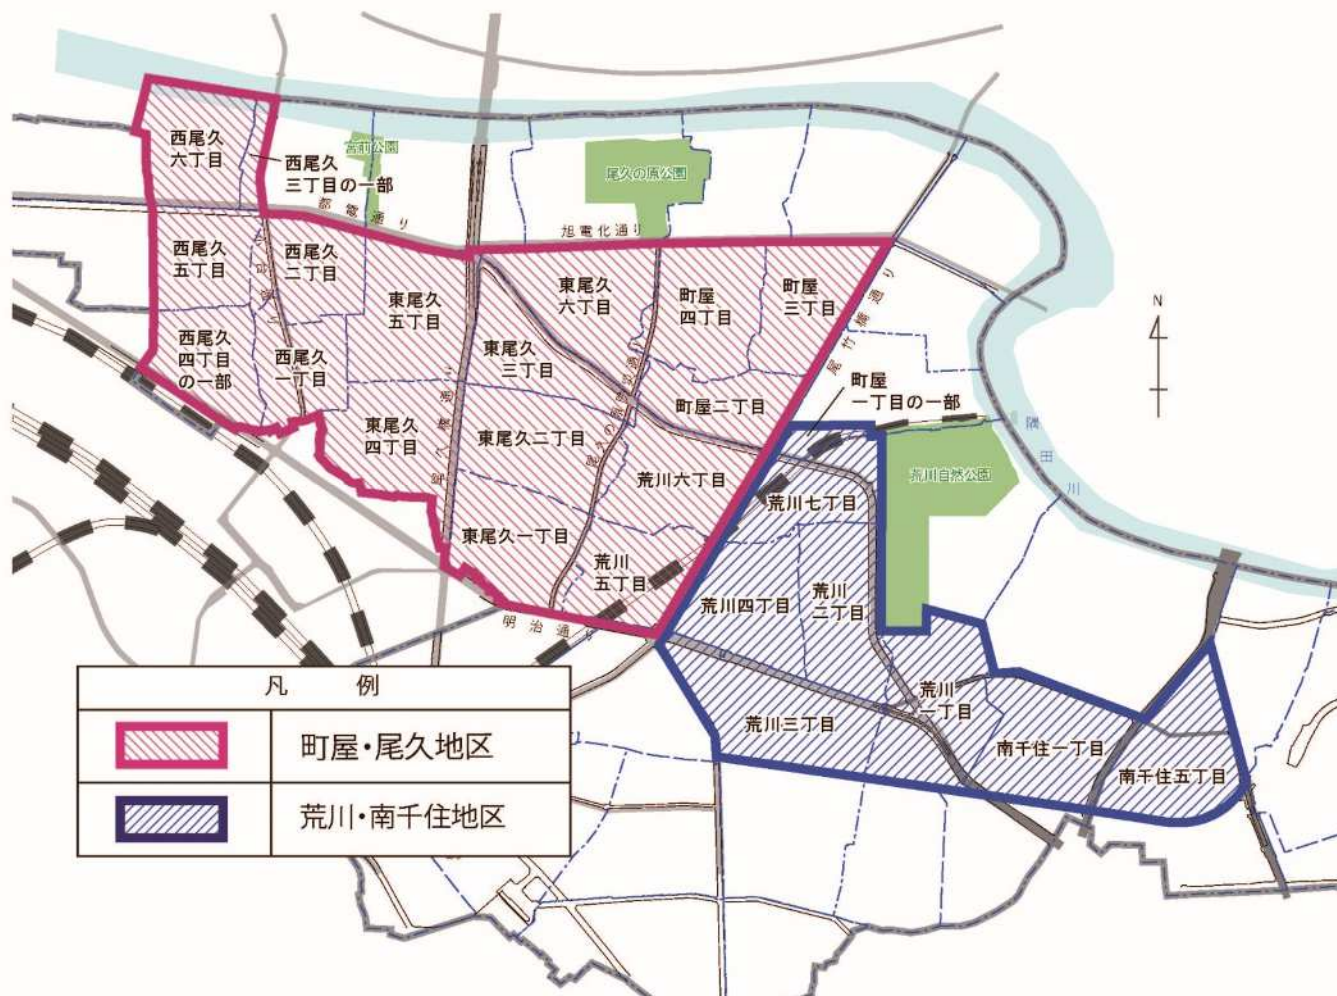 西尾久
六丁目
西尾久
三丁目の一部
宮前公園
尾久の原公園
都電通り
旭電化通り
西尾久
五丁目
西尾久
二丁目
東尾久
五丁目
東尾久
六丁目
町屋
四丁目
町屋
三丁目
尾竹橋通り
N
西尾久
四丁目
の一部
西尾久
一丁目
東尾久
三丁目
町屋二丁目
町屋
一丁目の一部
東尾久
四丁目
尾久橋通り
東尾久二丁目
荒川六丁目
荒川七丁目
荒川自然公園
隅田川
東尾久一丁目
荒川
五丁目
荒川四丁目
荒川
二丁目
明治通り
荒川三丁目
荒川
一丁目
南千住一丁目
南千住五丁目
凡例
町屋・尾久地区
荒川・南千住地区